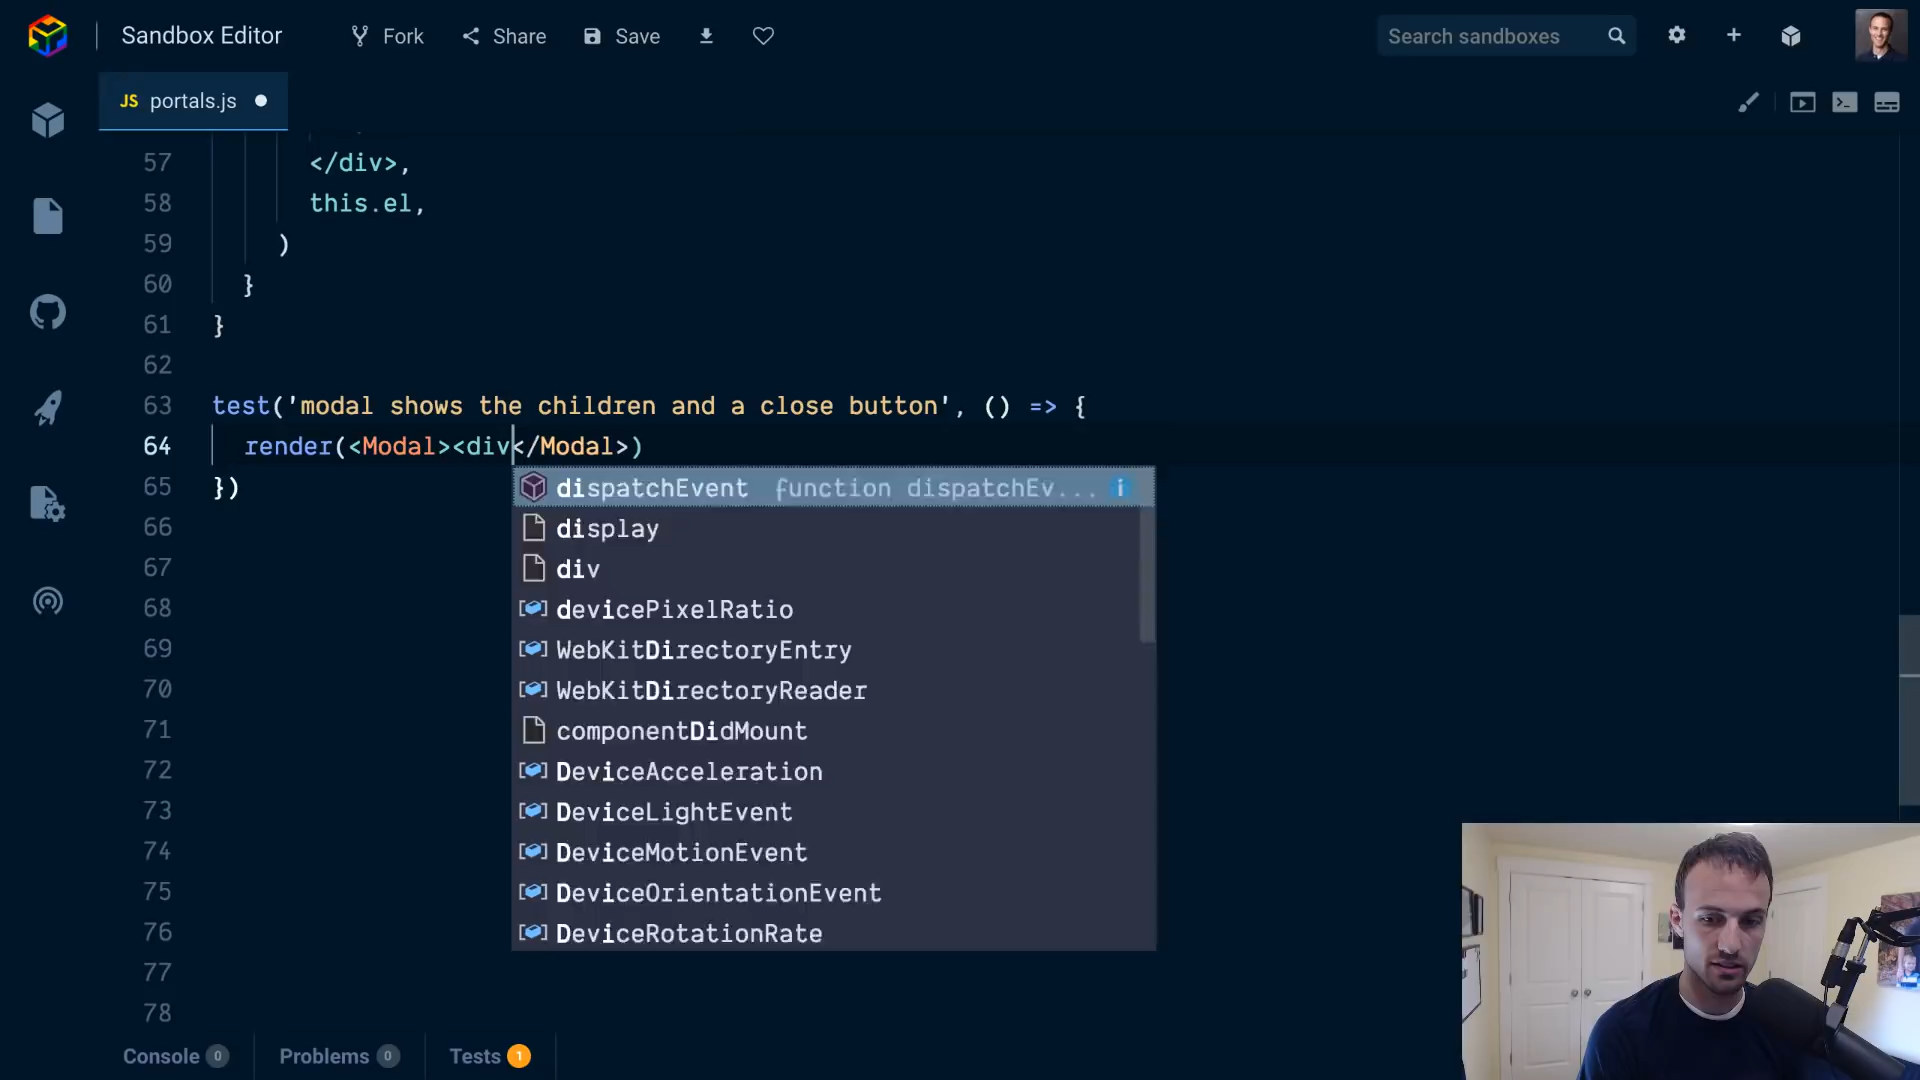 Sandbox Editor Fork Share Save Search sandboxes
JS portals.js
57 </div>,
58 this.el,
59 )
60 }
61 }
62
63 test('modal shows the children and a close button', () => {
64 render(<Modal><div</Modal>)
65 })
dispatchEvent function dispatchEv...
66 display
67 div
68 devicePixelRatio
69 WebKitDirectoryEntry
70 WebKitDirectoryReader
71 componentDidMount
72 DeviceAcceleration
73 DeviceLightEvent
74 DeviceMotionEvent
75 DeviceOrientationEvent
76 DeviceRotationRate
77
78
Console 0 Problems 0 Tests 1